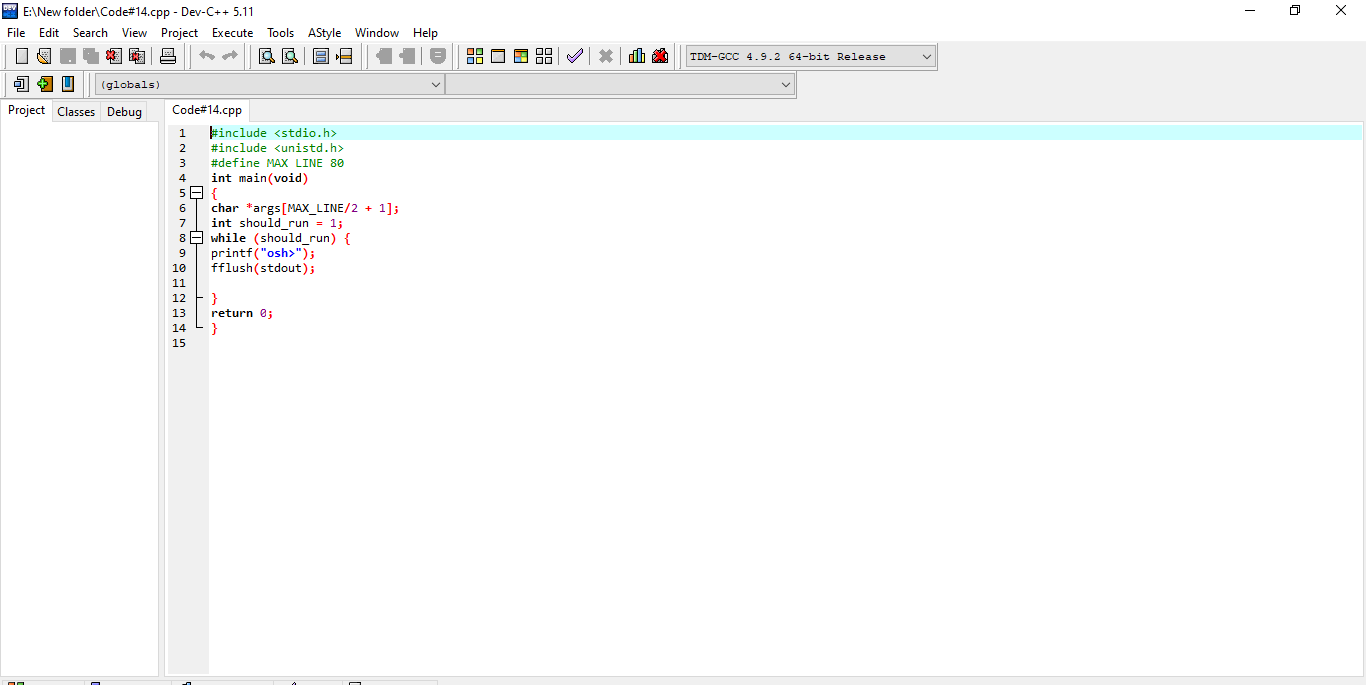 E:\New folder\Code#14.cpp - Dev-C++ 5.11
File Edit Search View Project Execute Tools AStyle Window Help
TDM-GCC 4.9.2 64-bit Release
(globals)
Project Classes Debug Code#14.cpp
1 #include <stdio.h>
2 #include <unistd.h>
3 #define MAX LINE 80
4 int main(void)
5 {
6 char *args[MAX_LINE/2 + 1];
7 int should_run = 1;
8 while (should_run) {
9 printf("osh>");
10 fflush(stdout);
11
12 }
13 return 0;
14 }
15